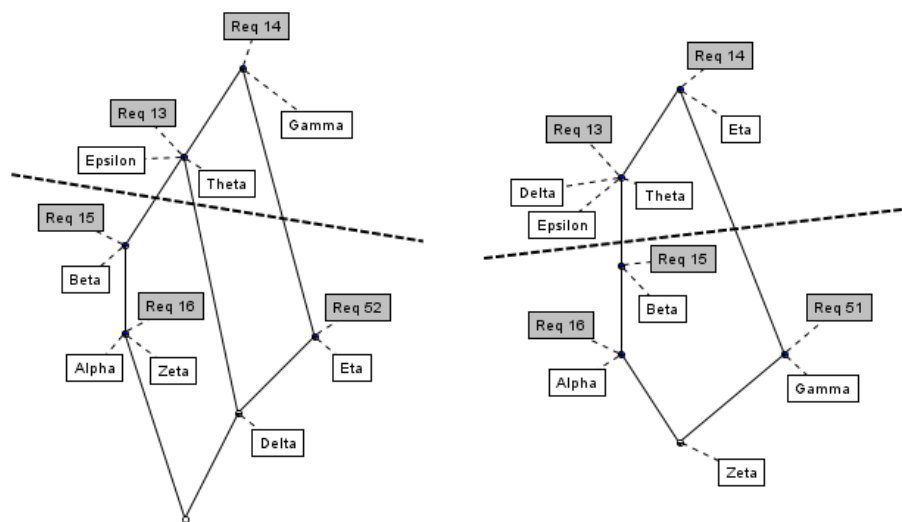 Req 14
Gamma
Req 13
Epsilon
Theta
Req 15
Beta
Req 16
Req 52
Alpha
Zeta
Eta
Delta
Req 14
Eta
Req 13
Delta
Theta
Epsilon
Req 15
Beta
Req 16
Req 51
Alpha
Gamma
Zeta